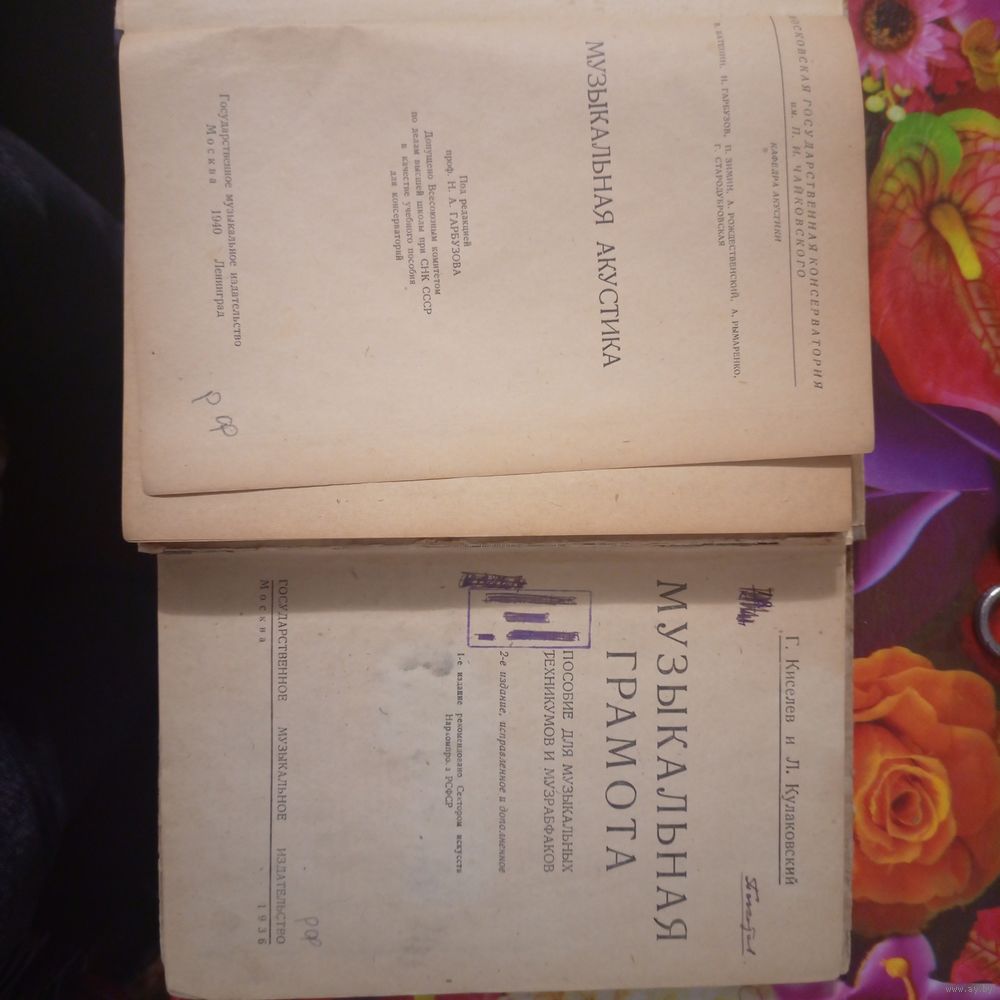 МОСКОВСКАЯ ГОСУДАРСТВЕННАЯ КОНСЕРВАТОРИЯ
им. П. И. ЧАЙКОВСКОГО
КАФЕДРА АКУСТИКИ
Н. ГАРБУЗОВ, П. ЗИМИН, А. РОЖДЕСТВЕНСКИЙ, А. РЫМАРЕНКО,
Г. СТАРОДУБРОВСКАЯ
МУЗЫКАЛЬНАЯ АКУСТИКА
Под редакцией
проф. Н. А. ГАРБУЗОВА
Допущено Всесоюзным комитетом
по делам высшей школы при СНК СССР
в качестве учебного пособия
для консерваторий
Государственное музыкальное издательство
Москва 1940 Ленинград
Г. Киселев и Л. Кулаковский
МУЗЫКАЛЬНАЯ
ГРАМОТА
ПОСОБИЕ ДЛЯ МУЗЫКАЛЬНЫХ
ТЕХНИКУМОВ И МУЗРАБФАКОВ
2-е издание, исправленное и дополненное
1-е издание рекомендовано Сектором искусств
РСФСР
ГОСУДАРСТВЕННОЕ МУЗЫКАЛЬНОЕ ИЗДАТЕЛЬСТВО
Москва 1936
www.ay.by